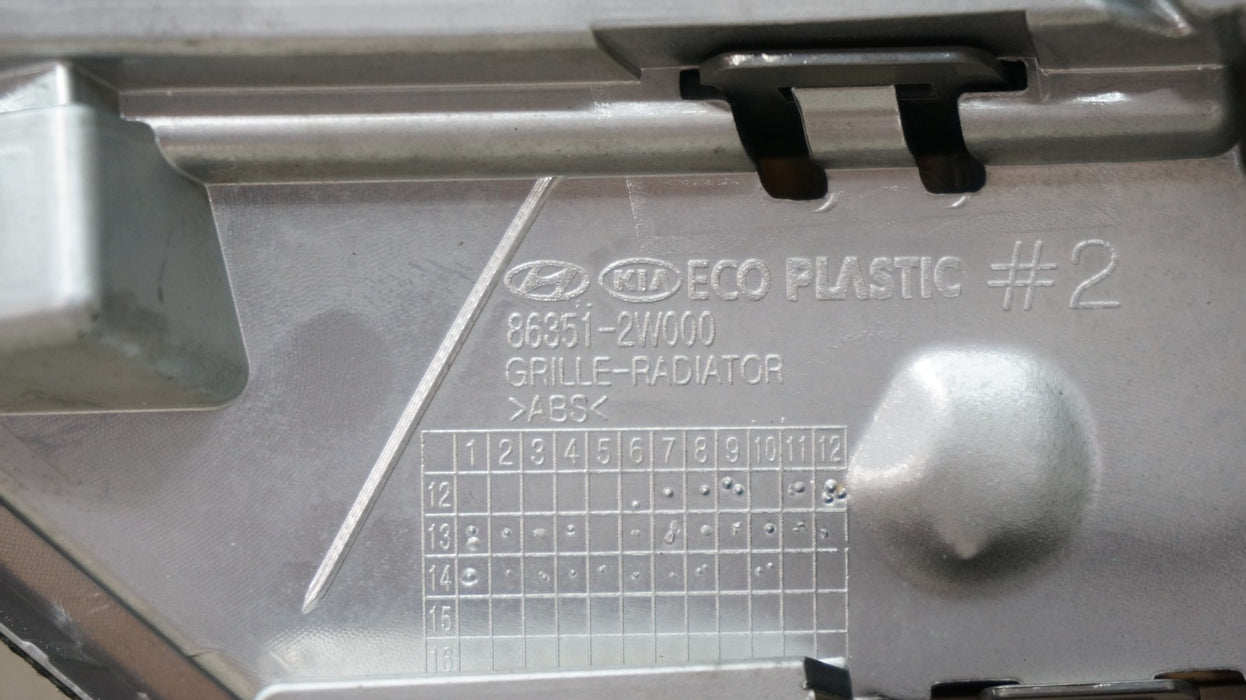 KIA ECO PLASTIC #2
86351-2W000
GRILLE-RADIATOR
>ABS<
1 2 3 4 5 6 7 8 9 10 11 12
12
13
14
15
16